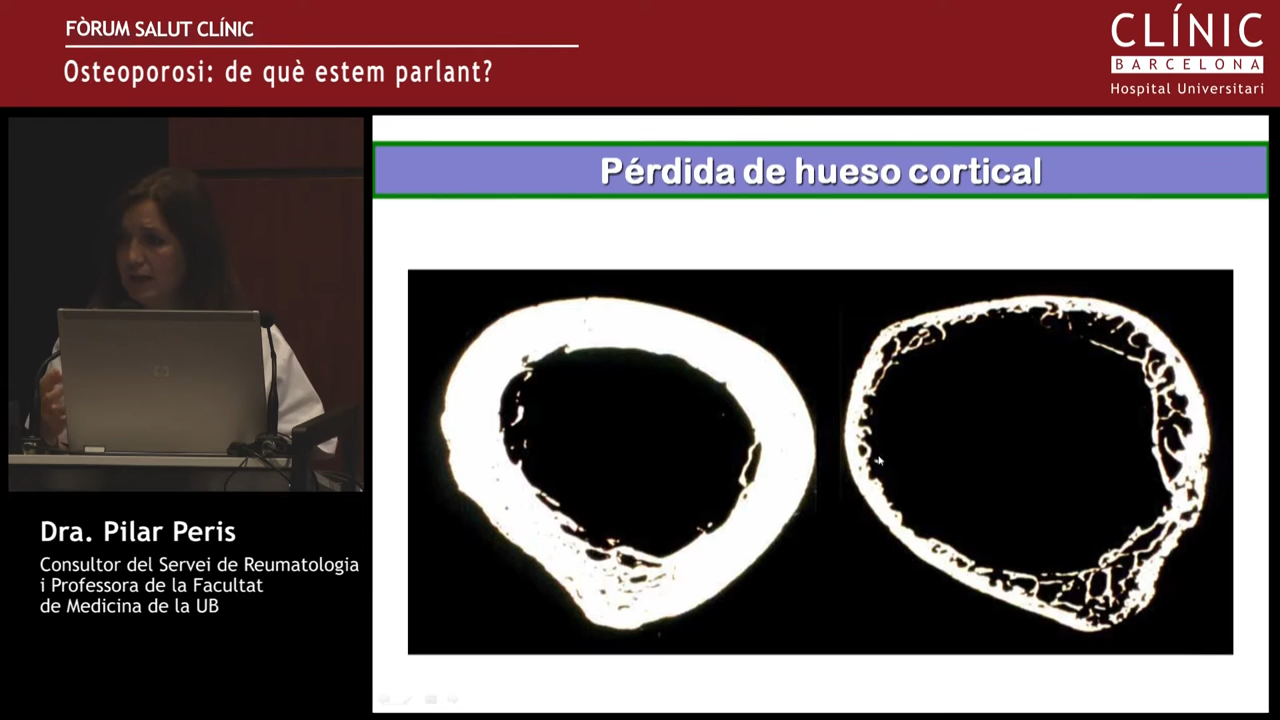 FÒRUM SALUT CLÍNIC
Osteoporosi: de què estem parlant?
CLÍNIC
BARCELONA
Hospital Universitari
Pérdida de hueso cortical
Dra. Pilar Peris
Consultor del Servei de Reumatologia
i Professora de la Facultat
de Medicina de la UB